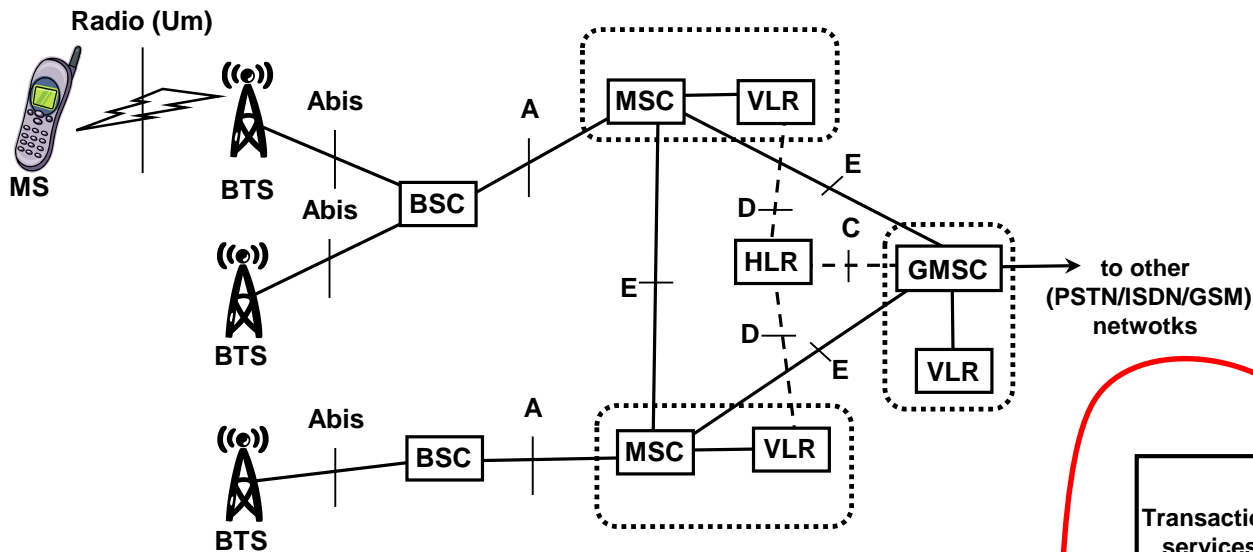 Radio (Um)
MS
BTS
Abis
Abis
BTS
BSC
A
MSC
VLR
E
D
C
HLR
GMSC
to other
(PSTN/ISDN/GSM)
netwotks
E
D
E
VLR
Abis
A
BSC
MSC
VLR
BTS
services